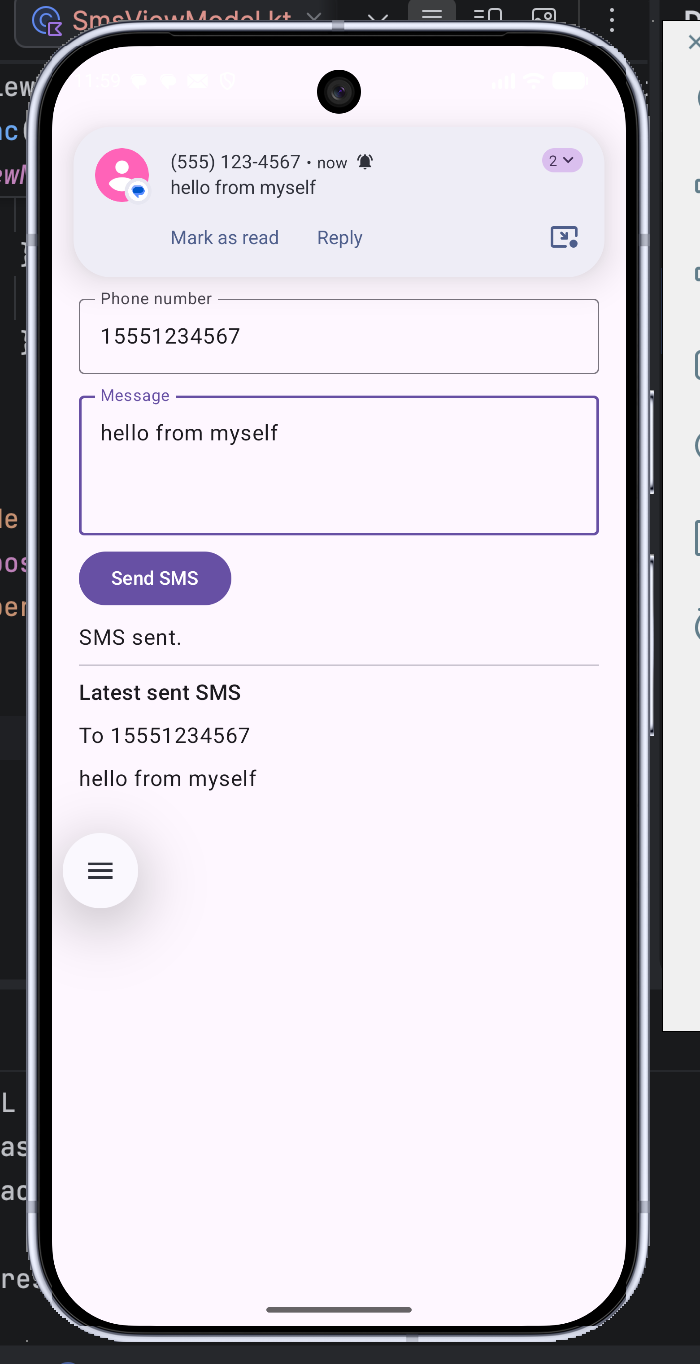 SmsViewModel.kt
(555) 123-4567 • now
2
hello from myself
Mark as read
Reply
Phone number
15551234567
Message
hello from myself
Send SMS
SMS sent.
Latest sent SMS
To 15551234567
hello from myself